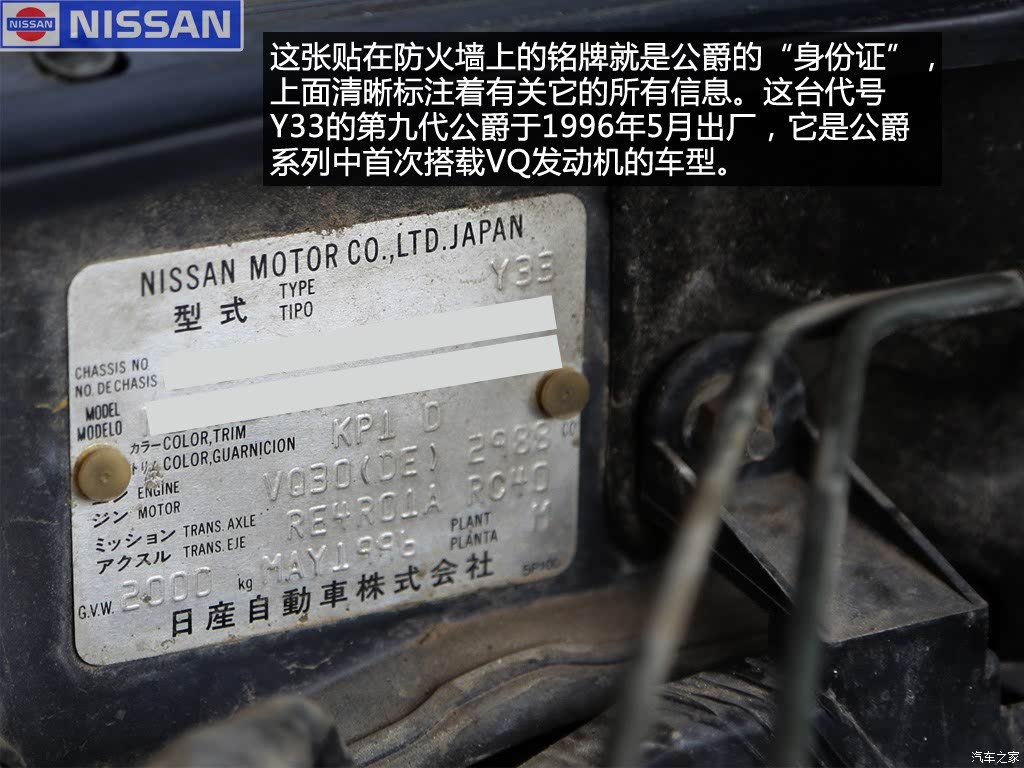 NISSAN NISSAN
这张贴在防火墙上的铭牌就是公爵的“身份证”，
上面清晰标注着有关它的所有信息。这台代号
Y33的第九代公爵于1996年5月出厂，它是公爵
系列中首次搭载VQ发动机的车型。
NISSAN MOTOR CO.,LTD.JAPAN
型式 TYPE Y33
TIPO
CHASSIS NO
NO. DE CHASIS
MODEL
MODELO
カラー COLOR,TRIM KP1 0
トリム COLOR,GUARNICION
ENGINE VQ30(DE) 2988 CC
ジン MOTOR
ミッション TRANS. AXLE RE4R01A RC40
アクスル TRANS. EJE
PLANT M
PLANTA
G.V.W. 2000 kg MAY1996
日産自動車株式会社
汽车之家